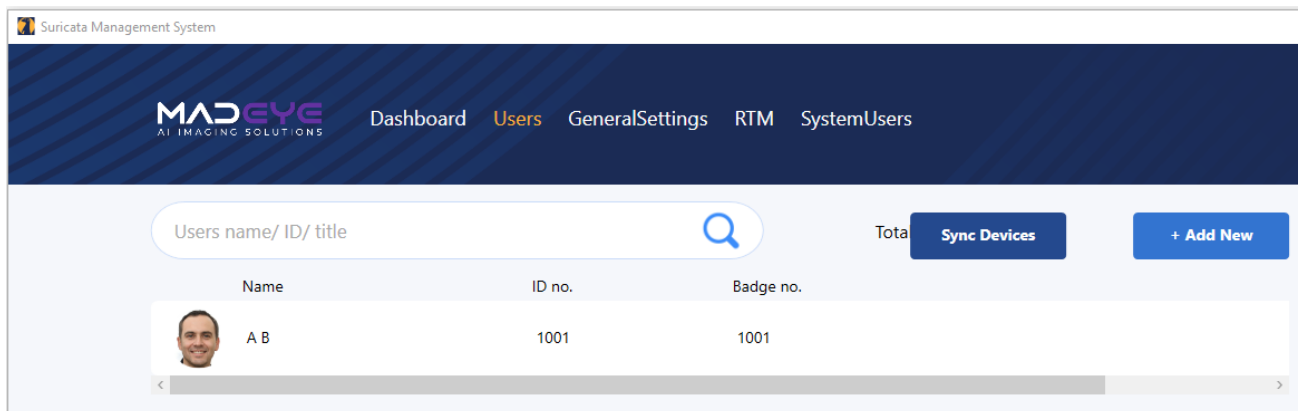 Suricata Management System
MADEYE
AI IMAGING SOLUTIONS
Dashboard Users GeneralSettings RTM SystemUsers
Users name/ ID/ title
Tota
Sync Devices
+ Add New
Name ID no. Badge no.
A B 1001 1001